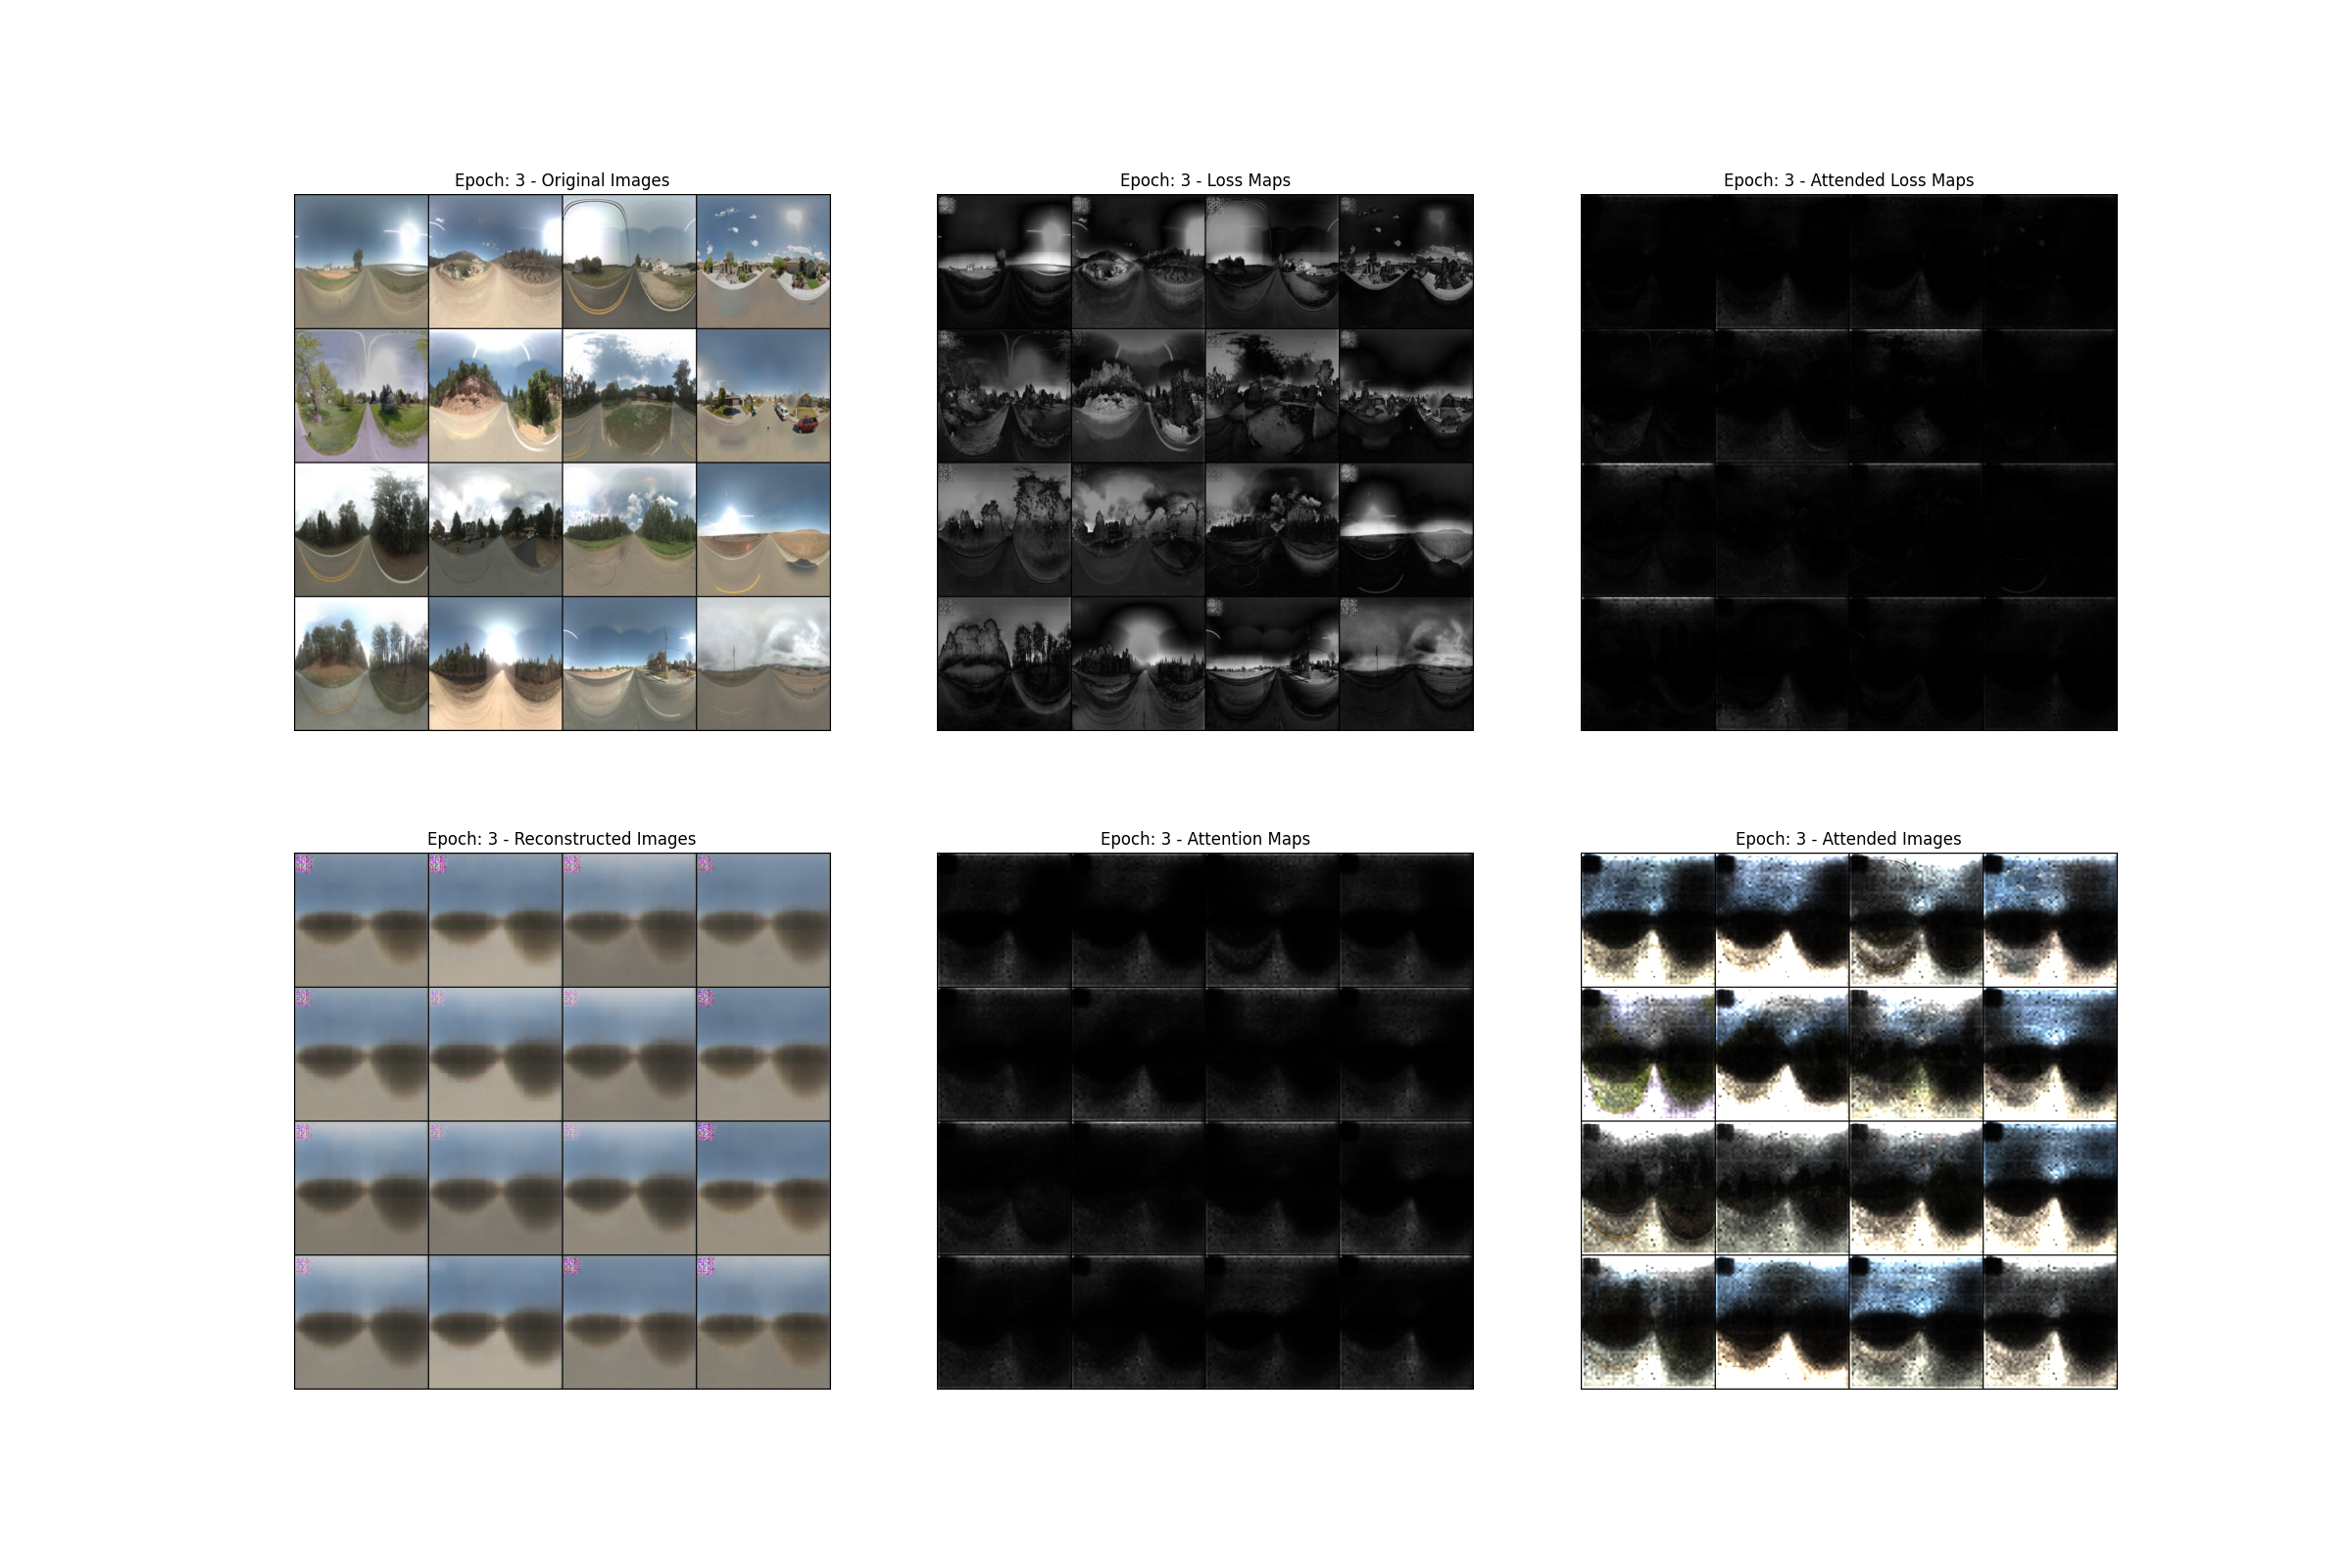 Epoch: 3 - Original Images
Epoch: 3 - Loss Maps
Epoch: 3 - Attended Loss Maps
Epoch: 3 - Reconstructed Images
Epoch: 3 - Attention Maps
Epoch: 3 - Attended Images